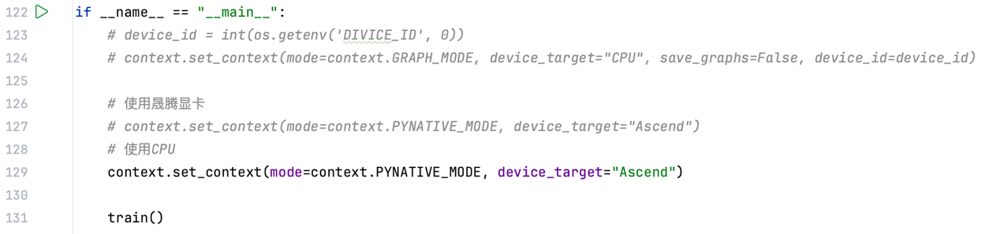 122 if __name__ == "__main__":
123 # device_id = int(os.getenv('DIVICE_ID', 0))
124 # context.set_context(mode=context.GRAPH_MODE, device_target="CPU", save_graphs=False, device_id=device_id)
125
126 # 使用晟腾显卡
127 # context.set_context(mode=context.PYNATIVE_MODE, device_target="Ascend")
128 # 使用CPU
129 context.set_context(mode=context.PYNATIVE_MODE, device_target="Ascend")
130
131 train()